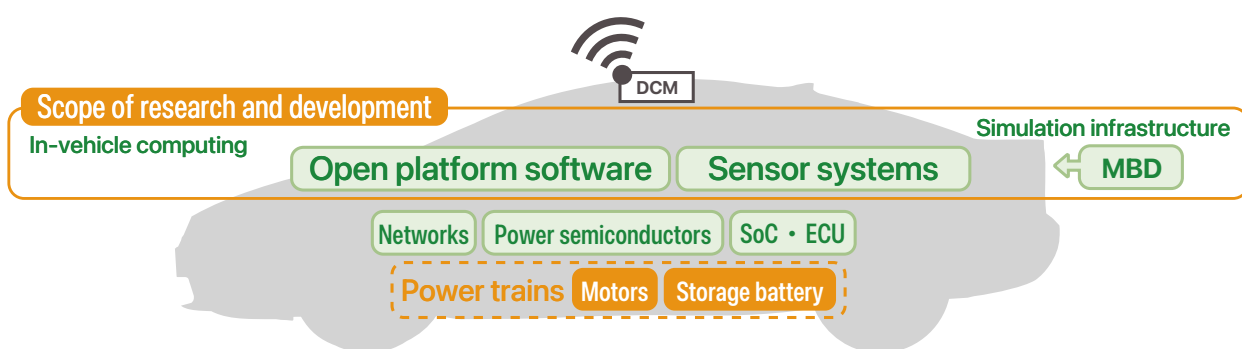 DCM
Scope of research and development
In-vehicle computing
Simulation infrastructure
Open platform software
Sensor systems
MBD
Networks
Power semiconductors
SoC・ECU
Power trains
Motors
Storage battery